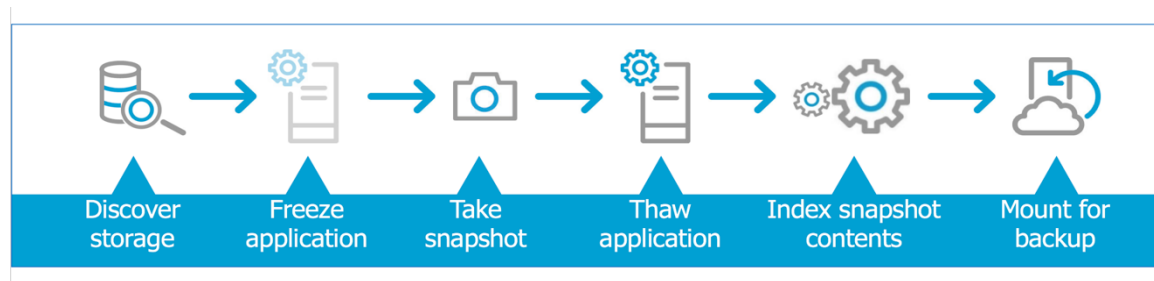 Discover
storage
Freeze
application
Take
snapshot
Thaw
application
Index snapshot
contents
Mount for
backup